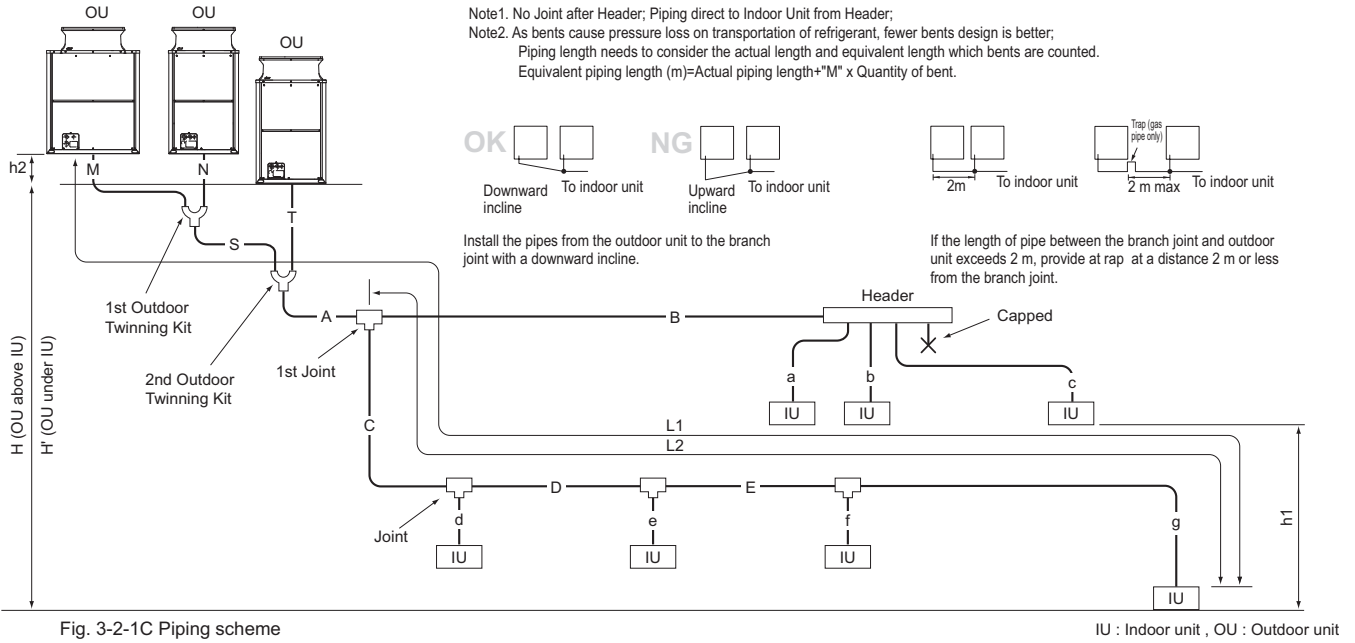 Note1. No Joint after Header; Piping direct to Indoor Unit from Header;
Note2. As bents cause pressure loss on transportation of refrigerant, fewer bents design is better;
Piping length needs to consider the actual length and equivalent length which bents are counted.
Equivalent piping length (m)=Actual piping length+"M" x Quantity of bent.
OU
OU
OU
OK
Downward
incline
To indoor unit
NG
Upward
incline
To indoor unit
2m
To indoor unit
Trap (gas
pipe only)
2 m max
To indoor unit
Install the pipes from the outdoor unit to the branch
joint with a downward incline.
If the length of pipe between the branch joint and outdoor
unit exceeds 2 m, provide at rap at a distance 2 m or less
from the branch joint.
h2
M
N
T
S
1st Outdoor
Twinning Kit
2nd Outdoor
Twinning Kit
A
1st Joint
B
Header
Capped
a
b
c
IU
IU
IU
H (OU above IU)
H' (OU under IU)
C
L1
L2
D
E
Joint
d
e
f
g
IU
IU
IU
IU
h1
Fig. 3-2-1C Piping scheme
IU : Indoor unit , OU : Outdoor unit